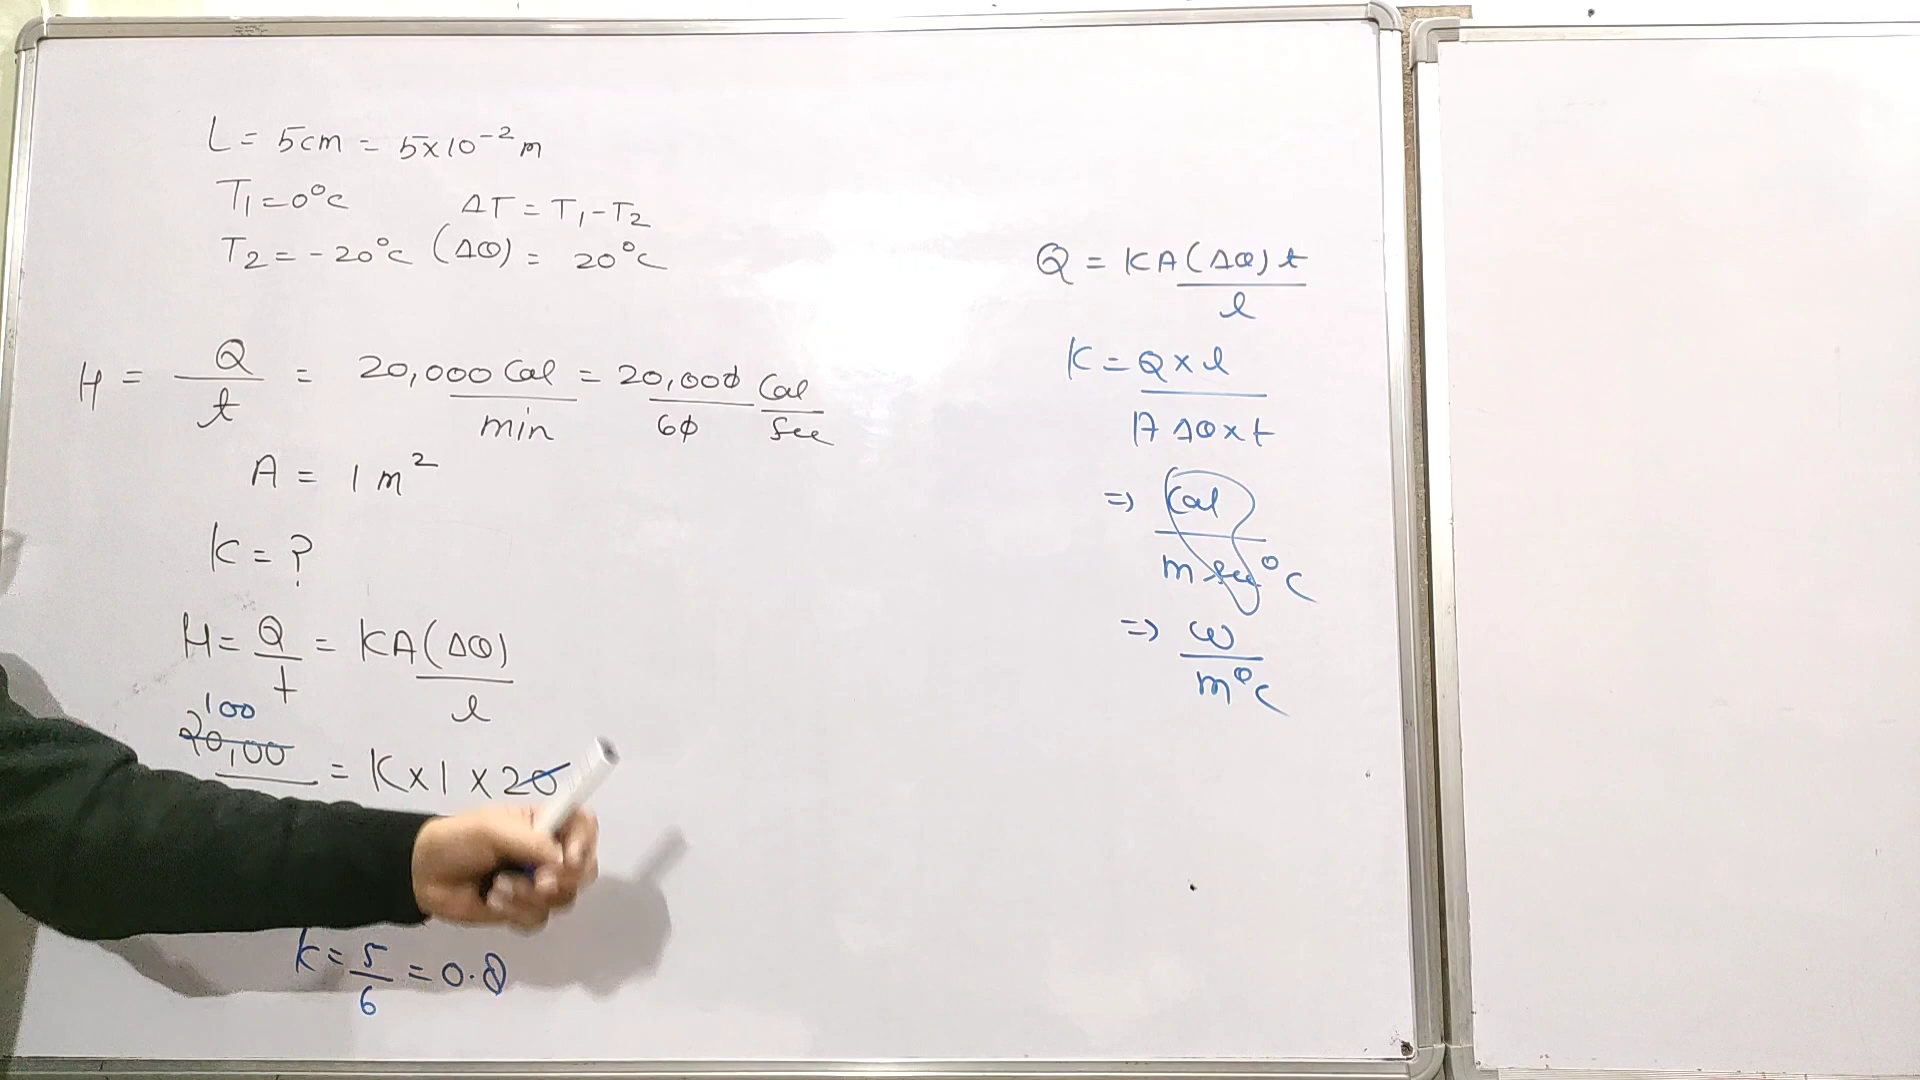 L = 5cm = 5×10⁻² m
T₁ = 0°c ΔT = T₁ - T₂
T₂ = -20°c (Δθ) = 20°c
H = Q/t = 20,000 Cal/min = 20,000/60 Cal/sec
A = 1 m²
K = ?
H = Q/t = KA(Δθ)/l
100
20,00 = K × 1 × 20
K = 5/6 = 0.8
Q = KA(Δθ)t/l
K = Q × l
A Δθ × t
⇒ Cal
m sec °C
⇒ ω
m°C